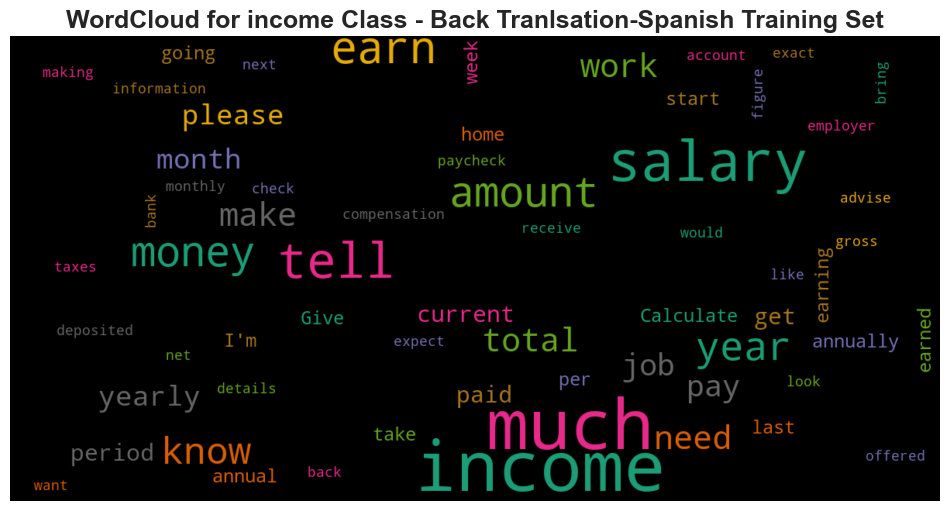 WordCloud for income Class - Back Tranlsation-Spanish Training Set
going
earn
week
work
account
exact
making
next
information
figure
bring
please
start
employer
month
home
paycheck
salary
monthly
check
amount
advise
bank
make
compensation
receive
would
gross
money
tell
taxes
like
earning
Give
current
Calculate
get
deposited
I'm
expect
total
year
annually
earned
net
job
yearly
details
paid
per
pay
look
much
take
need
last
period
know
income
annual
back
offered
want